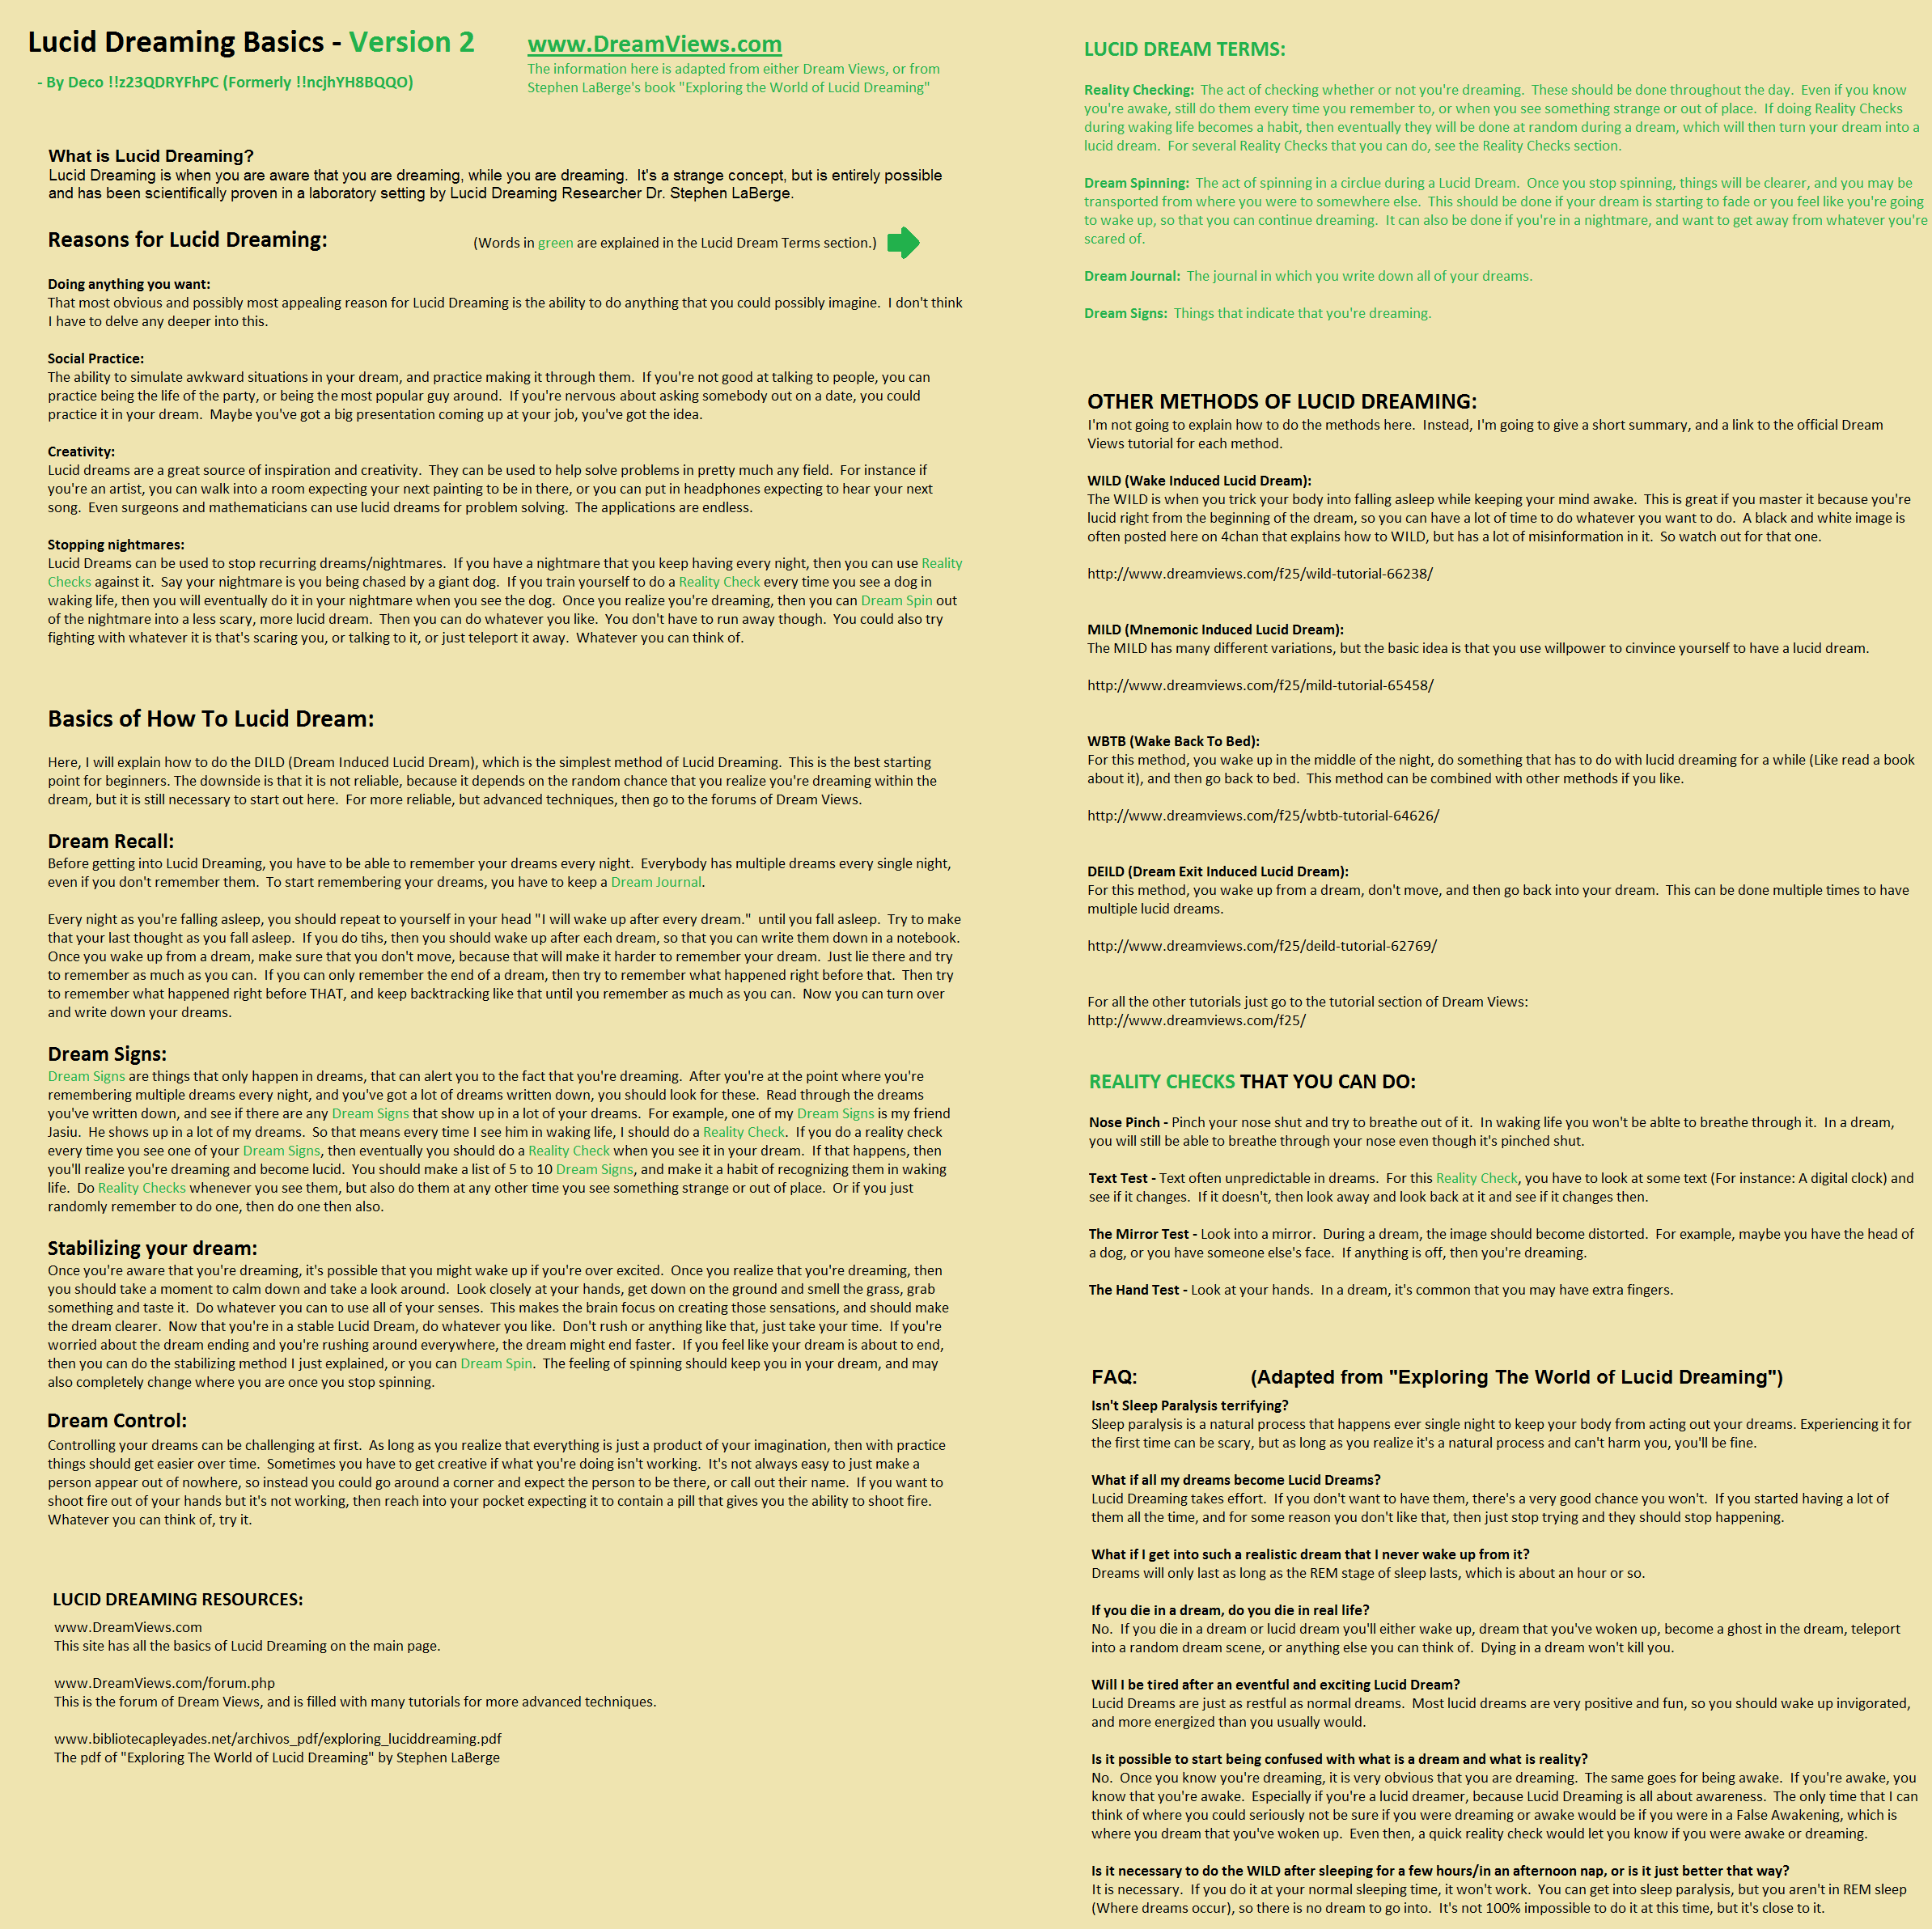 Lucid Dreaming Basics - Version 2
- By Deco !!z23QDRYFhPC (Formerly !!ncjhYH8BQQO)
www.DreamViews.com
The information here is adapted from either Dream Views, or from
Stephen LaBerge's book "Exploring the World of Lucid Dreaming"
What is Lucid Dreaming?
Lucid Dreaming is when you are aware that you are dreaming, while you are dreaming.  It's a strange concept, but is entirely possible
and has been scientifically proven in a laboratory setting by Lucid Dreaming Researcher Dr. Stephen LaBerge.
Reasons for Lucid Dreaming:
(Words in green are explained in the Lucid Dream Terms section.)
Doing anything you want:
That most obvious and possibly most appealing reason for Lucid Dreaming is the ability to do anything that you could possibly imagine.  I don't think
I have to delve any deeper into this.
Social Practice:
The ability to simulate awkward situations in your dream, and practice making it through them.  If you're not good at talking to people, you can
practice being the life of the party, or being the most popular guy around.  If you're nervous about asking somebody out on a date, you could
practice it in your dream.  Maybe you've got a big presentation coming up at your job, you've got the idea.
Creativity:
Lucid dreams are a great source of inspiration and creativity.  They can be used to help solve problems in pretty much any field.  For instance if
you're an artist, you can walk into a room expecting your next painting to be in there, or you can put in headphones expecting to hear your next
song.  Even surgeons and mathematicians can use lucid dreams for problem solving.  The applications are endless.
Stopping nightmares:
Lucid Dreams can be used to stop recurring dreams/nightmares.  If you have a nightmare that you keep having every night, then you can use Reality
Checks against it.  Say your nightmare is you being chased by a giant dog.  If you train yourself to do a Reality Check every time you see a dog in
waking life, then you will eventually do it in your nightmare when you see the dog.  Once you realize you're dreaming, then you can Dream Spin out
of the nightmare into a less scary, more lucid dream.  Then you can do whatever you like.  You don't have to run away though.  You could also try
fighting with whatever it is that's scaring you, or talking to it, or just teleport it away.  Whatever you can think of.
Basics of How To Lucid Dream:
Here, I will explain how to do the DILD (Dream Induced Lucid Dream), which is the simplest method of Lucid Dreaming.  This is the best starting
point for beginners. The downside is that it is not reliable, because it depends on the random chance that you realize you're dreaming within the
dream, but it is still necessary to start out here.  For more reliable, but advanced techniques, then go to the forums of Dream Views.
Dream Recall:
Before getting into Lucid Dreaming, you have to be able to remember your dreams every night.  Everybody has multiple dreams every single night,
even if you don't remember them.  To start remembering your dreams, you have to keep a Dream Journal.
Every night as you're falling asleep, you should repeat to yourself in your head "I will wake up after every dream."  until you fall asleep.  Try to make
that your last thought as you fall asleep.  If you do tihs, then you should wake up after each dream, so that you can write them down in a notebook.
Once you wake up from a dream, make sure that you don't move, because that will make it harder to remember your dream.  Just lie there and try
to remember as much as you can.  If you can only remember the end of a dream, then try to remember what happened right before that.  Then try
to remember what happened right before THAT, and keep backtracking like that until you remember as much as you can.  Now you can turn over
and write down your dreams.
Dream Signs:
Dream Signs are things that only happen in dreams, that can alert you to the fact that you're dreaming.  After you're at the point where you're
remembering multiple dreams every night, and you've got a lot of dreams written down, you should look for these.  Read through the dreams
you've written down, and see if there are any Dream Signs that show up in a lot of your dreams.  For example, one of my Dream Signs is my friend
Jasiu.  He shows up in a lot of my dreams.  So that means every time I see him in waking life, I should do a Reality Check.  If you do a reality check
every time you see one of your Dream Signs, then eventually you should do a Reality Check when you see it in your dream.  If that happens, then
you'll realize you're dreaming and become lucid.  You should make a list of 5 to 10 Dream Signs, and make it a habit of recognizing them in waking
life.  Do Reality Checks whenever you see them, but also do them at any other time you see something strange or out of place.  Or if you just
randomly remember to do one, then do one then also.
Stabilizing your dream:
Once you're aware that you're dreaming, it's possible that you might wake up if you're over excited.  Once you realize that you're dreaming, then
you should take a moment to calm down and take a look around.  Look closely at your hands, get down on the ground and smell the grass, grab
something and taste it.  Do whatever you can to use all of your senses.  This makes the brain focus on creating those sensations, and should make
the dream clearer.  Now that you're in a stable Lucid Dream, do whatever you like.  Don't rush or anything like that, just take your time.  If you're
worried about the dream ending and you're rushing around everywhere, the dream might end faster.  If you feel like your dream is about to end,
then you can do the stabilizing method I just explained, or you can Dream Spin.  The feeling of spinning should keep you in your dream, and may
also completely change where you are once you stop spinning.
Dream Control:
Controlling your dreams can be challenging at first.  As long as you realize that everything is just a product of your imagination, then with practice
things should get easier over time.  Sometimes you have to get creative if what you're doing isn't working.  It's not always easy to just make a
person appear out of nowhere, so instead you could go around a corner and expect the person to be there, or call out their name.  If you want to
shoot fire out of your hands but it's not working, then reach into your pocket expecting it to contain a pill that gives you the ability to shoot fire.
Whatever you can think of, try it.
LUCID DREAMING RESOURCES:
www.DreamViews.com
This site has all the basics of Lucid Dreaming on the main page.
www.DreamViews.com/forum.php
This is the forum of Dream Views, and is filled with many tutorials for more advanced techniques.
www.bibliotecapleyades.net/archivos_pdf/exploring_luciddreaming.pdf
The pdf of "Exploring The World of Lucid Dreaming" by Stephen LaBerge
LUCID DREAM TERMS:
Reality Checking:  The act of checking whether or not you're dreaming.  These should be done throughout the day.  Even if you know
you're awake, still do them every time you remember to, or when you see something strange or out of place.  If doing Reality Checks
during waking life becomes a habit, then eventually they will be done at random during a dream, which will then turn your dream into a
lucid dream.  For several Reality Checks that you can do, see the Reality Checks section.
Dream Spinning:  The act of spinning in a circlue during a Lucid Dream.  Once you stop spinning, things will be clearer, and you may be
transported from where you were to somewhere else.  This should be done if your dream is starting to fade or you feel like you're going
to wake up, so that you can continue dreaming.  It can also be done if you're in a nightmare, and want to get away from whatever you're
scared of.
Dream Journal:  The journal in which you write down all of your dreams.
Dream Signs:  Things that indicate that you're dreaming.
OTHER METHODS OF LUCID DREAMING:
I'm not going to explain how to do the methods here.  Instead, I'm going to give a short summary, and a link to the official Dream
Views tutorial for each method.
WILD (Wake Induced Lucid Dream):
The WILD is when you trick your body into falling asleep while keeping your mind awake.  This is great if you master it because you're
lucid right from the beginning of the dream, so you can have a lot of time to do whatever you want to do.  A black and white image is
often posted here on 4chan that explains how to WILD, but has a lot of misinformation in it.  So watch out for that one.
http://www.dreamviews.com/f25/wild-tutorial-66238/
MILD (Mnemonic Induced Lucid Dream):
The MILD has many different variations, but the basic idea is that you use willpower to cinvince yourself to have a lucid dream.
http://www.dreamviews.com/f25/mild-tutorial-65458/
WBTB (Wake Back To Bed):
For this method, you wake up in the middle of the night, do something that has to do with lucid dreaming for a while (Like read a book
about it), and then go back to bed.  This method can be combined with other methods if you like.
http://www.dreamviews.com/f25/wbtb-tutorial-64626/
DEILD (Dream Exit Induced Lucid Dream):
For this method, you wake up from a dream, don't move, and then go back into your dream.  This can be done multiple times to have
multiple lucid dreams.
http://www.dreamviews.com/f25/deild-tutorial-62769/
For all the other tutorials just go to the tutorial section of Dream Views:
http://www.dreamviews.com/f25/
REALITY CHECKS THAT YOU CAN DO:
Nose Pinch - Pinch your nose shut and try to breathe out of it.  In waking life you won't be ablte to breathe through it.  In a dream,
you will still be able to breathe through your nose even though it's pinched shut.
Text Test - Text often unpredictable in dreams.  For this Reality Check, you have to look at some text (For instance: A digital clock) and
see if it changes.  If it doesn't, then look away and look back at it and see if it changes then.
The Mirror Test - Look into a mirror.  During a dream, the image should become distorted.  For example, maybe you have the head of
a dog, or you have someone else's face.  If anything is off, then you're dreaming.
The Hand Test - Look at your hands.  In a dream, it's common that you may have extra fingers.
FAQ: (Adapted from "Exploring The World of Lucid Dreaming")
Isn't Sleep Paralysis terrifying?
Sleep paralysis is a natural process that happens ever single night to keep your body from acting out your dreams. Experiencing it for
the first time can be scary, but as long as you realize it's a natural process and can't harm you, you'll be fine.
What if all my dreams become Lucid Dreams?
Lucid Dreaming takes effort.  If you don't want to have them, there's a very good chance you won't.  If you started having a lot of
them all the time, and for some reason you don't like that, then just stop trying and they should stop happening.
What if I get into such a realistic dream that I never wake up from it?
Dreams will only last as long as the REM stage of sleep lasts, which is about an hour or so.
If you die in a dream, do you die in real life?
No.  If you die in a dream or lucid dream you'll either wake up, dream that you've woken up, become a ghost in the dream, teleport
into a random dream scene, or anything else you can think of.  Dying in a dream won't kill you.
Will I be tired after an eventful and exciting Lucid Dream?
Lucid Dreams are just as restful as normal dreams.  Most lucid dreams are very positive and fun, so you should wake up invigorated,
and more energized than you usually would.
Is it possible to start being confused with what is a dream and what is reality?
No.  Once you know you're dreaming, it is very obvious that you are dreaming.  The same goes for being awake.  If you're awake, you
know that you're awake.  Especially if you're a lucid dreamer, because Lucid Dreaming is all about awareness.  The only time that I can
think of where you could seriously not be sure if you were dreaming or awake would be if you were in a False Awakening, which is
where you dream that you've woken up.  Even then, a quick reality check would let you know if you were awake or dreaming.
Is it necessary to do the WILD after sleeping for a few hours/in an afternoon nap, or is it just better that way?
It is necessary.  If you do it at your normal sleeping time, it won't work.  You can get into sleep paralysis, but you aren't in REM sleep
(Where dreams occur), so there is no dream to go into.  It's not 100% impossible to do it at this time, but it's close to it.